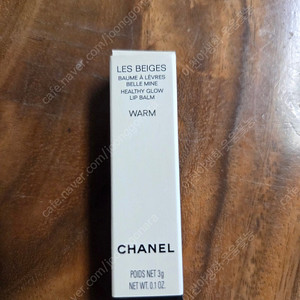 LES BEIGES
BAUME À LÈVRES
BELLE MINE
HEALTHY GLOW
LIP BALM
WARM
CHANEL
POIDS NET 3g
NET WT. 0.1 OZ.